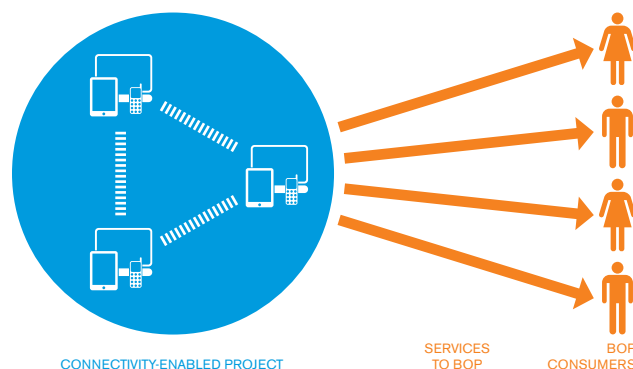 CONNECTIVITY-ENABLED PROJECT
SERVICES
TO BOP
BOP
CONSUMERS